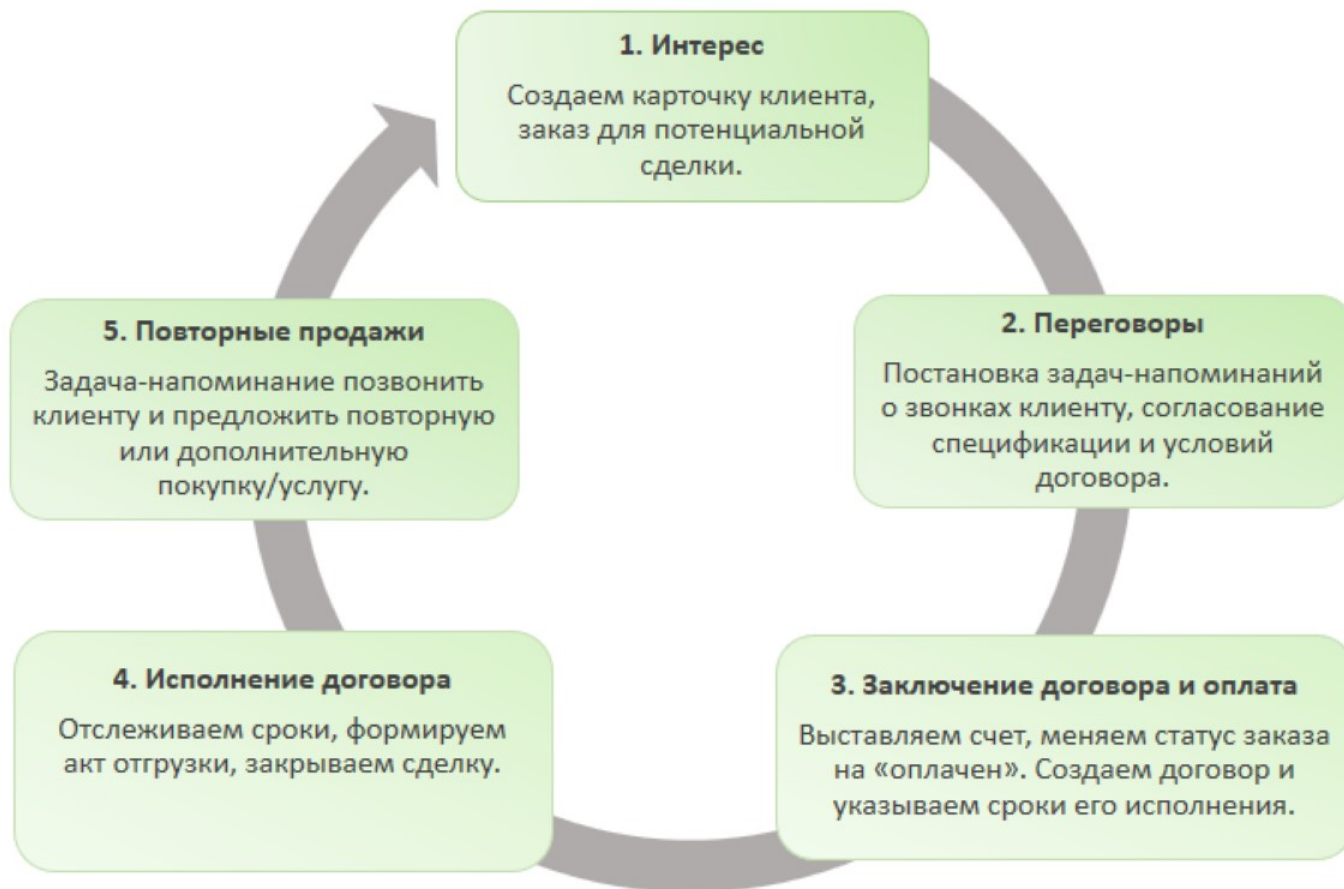 1. Интерес
Создаем карточку клиента,
заказ для потенциальной
сделки.
2. Переговоры
Постановка задач-напоминаний
о звонках клиенту, согласование
спецификации и условий
договора.
3. Заключение договора и оплата
Выставляем счет, меняем статус заказа
на «оплачен». Создаем договор и
указываем сроки его исполнения.
4. Исполнение договора
Отслеживаем сроки, формируем
акт отгрузки, закрываем сделку.
5. Повторные продажи
Задача-напоминание позвонить
клиенту и предложить повторную
или дополнительную
покупку/услугу.